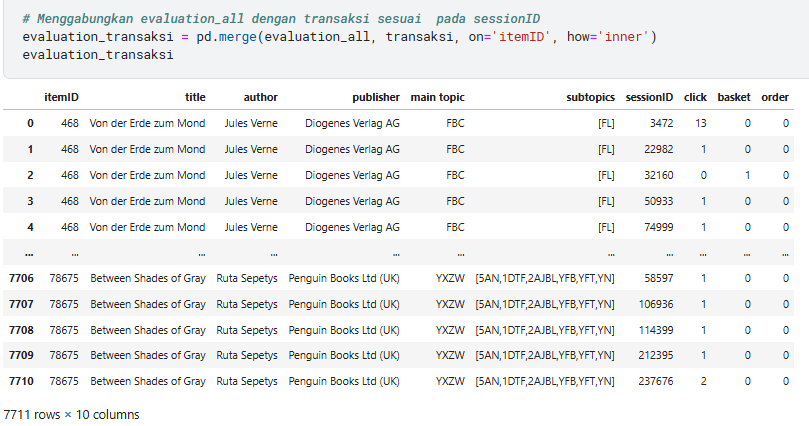 # Menggabungkan evaluation_all dengan transaksi sesuai  pada sessionID
evaluation_transaksi = pd.merge(evaluation_all, transaksi, on='itemID', how='inner')
evaluation_transaksi
itemID title author publisher main topic subtopics sessionID click basket order
0 468 Von der Erde zum Mond Jules Verne Diogenes Verlag AG FBC [FL] 3472 13 0 0
1 468 Von der Erde zum Mond Jules Verne Diogenes Verlag AG FBC [FL] 22982 1 0 0
2 468 Von der Erde zum Mond Jules Verne Diogenes Verlag AG FBC [FL] 32160 0 1 0
3 468 Von der Erde zum Mond Jules Verne Diogenes Verlag AG FBC [FL] 50933 1 0 0
4 468 Von der Erde zum Mond Jules Verne Diogenes Verlag AG FBC [FL] 74999 1 0 0
... ... ... ... ... ... ... ... ... ... ...
7706 78675 Between Shades of Gray Ruta Sepetys Penguin Books Ltd (UK) YXZW [5AN,1DTF,2AJBL,YFB,YFT,YN] 58597 1 0 0
7707 78675 Between Shades of Gray Ruta Sepetys Penguin Books Ltd (UK) YXZW [5AN,1DTF,2AJBL,YFB,YFT,YN] 106936 1 0 0
7708 78675 Between Shades of Gray Ruta Sepetys Penguin Books Ltd (UK) YXZW [5AN,1DTF,2AJBL,YFB,YFT,YN] 114399 1 0 0
7709 78675 Between Shades of Gray Ruta Sepetys Penguin Books Ltd (UK) YXZW [5AN,1DTF,2AJBL,YFB,YFT,YN] 212395 1 0 0
7710 78675 Between Shades of Gray Ruta Sepetys Penguin Books Ltd (UK) YXZW [5AN,1DTF,2AJBL,YFB,YFT,YN] 237676 2 0 0
7711 rows × 10 columns